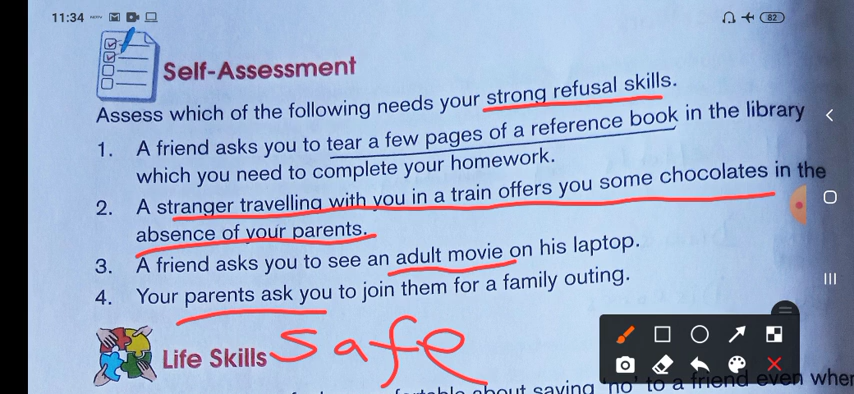 11:34
82
Self-Assessment
Assess which of the following needs your strong refusal skills.
1. A friend asks you to tear a few pages of a reference book in the library
which you need to complete your homework.
2. A stranger travelling with you in a train offers you some chocolates in the
absence of your parents.
3. A friend asks you to see an adult movie on his laptop.
4. Your parents ask you to join them for a family outing.
safe
Life Skills
about saying 'no' to a friend even when